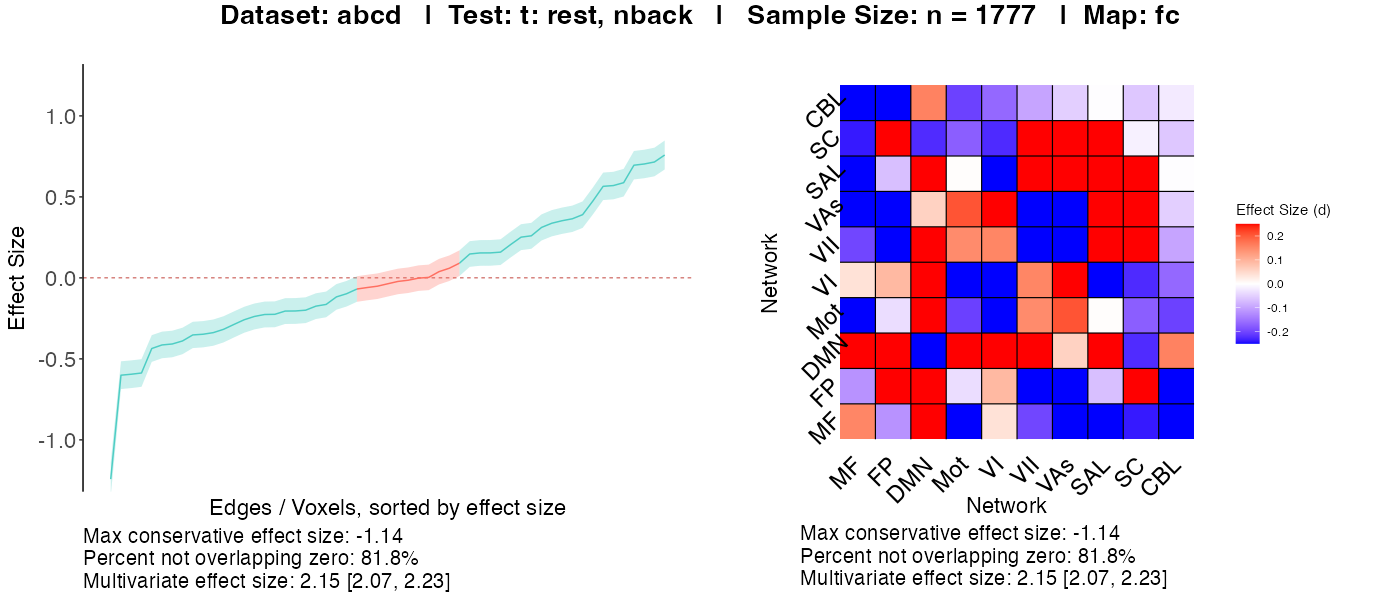 Dataset: abcd | Test: t: rest, nback | Sample Size: n = 1777 | Map: fc
Effect Size
1.0
0.5
0.0
-0.5
-1.0
Edges / Voxels, sorted by effect size
Max conservative effect size: -1.14
Percent not overlapping zero: 81.8%
Multivariate effect size: 2.15 [2.07, 2.23]
Network
CBL
SC
SAL
VAs
VII
VI
Mot
DMN
FP
MF
MF FP DMN Mot VI VII VAs SAL SC CBL
Network
Max conservative effect size: -1.14
Percent not overlapping zero: 81.8%
Multivariate effect size: 2.15 [2.07, 2.23]
Effect Size (d)
0.2
0.1
0.0
-0.1
-0.2